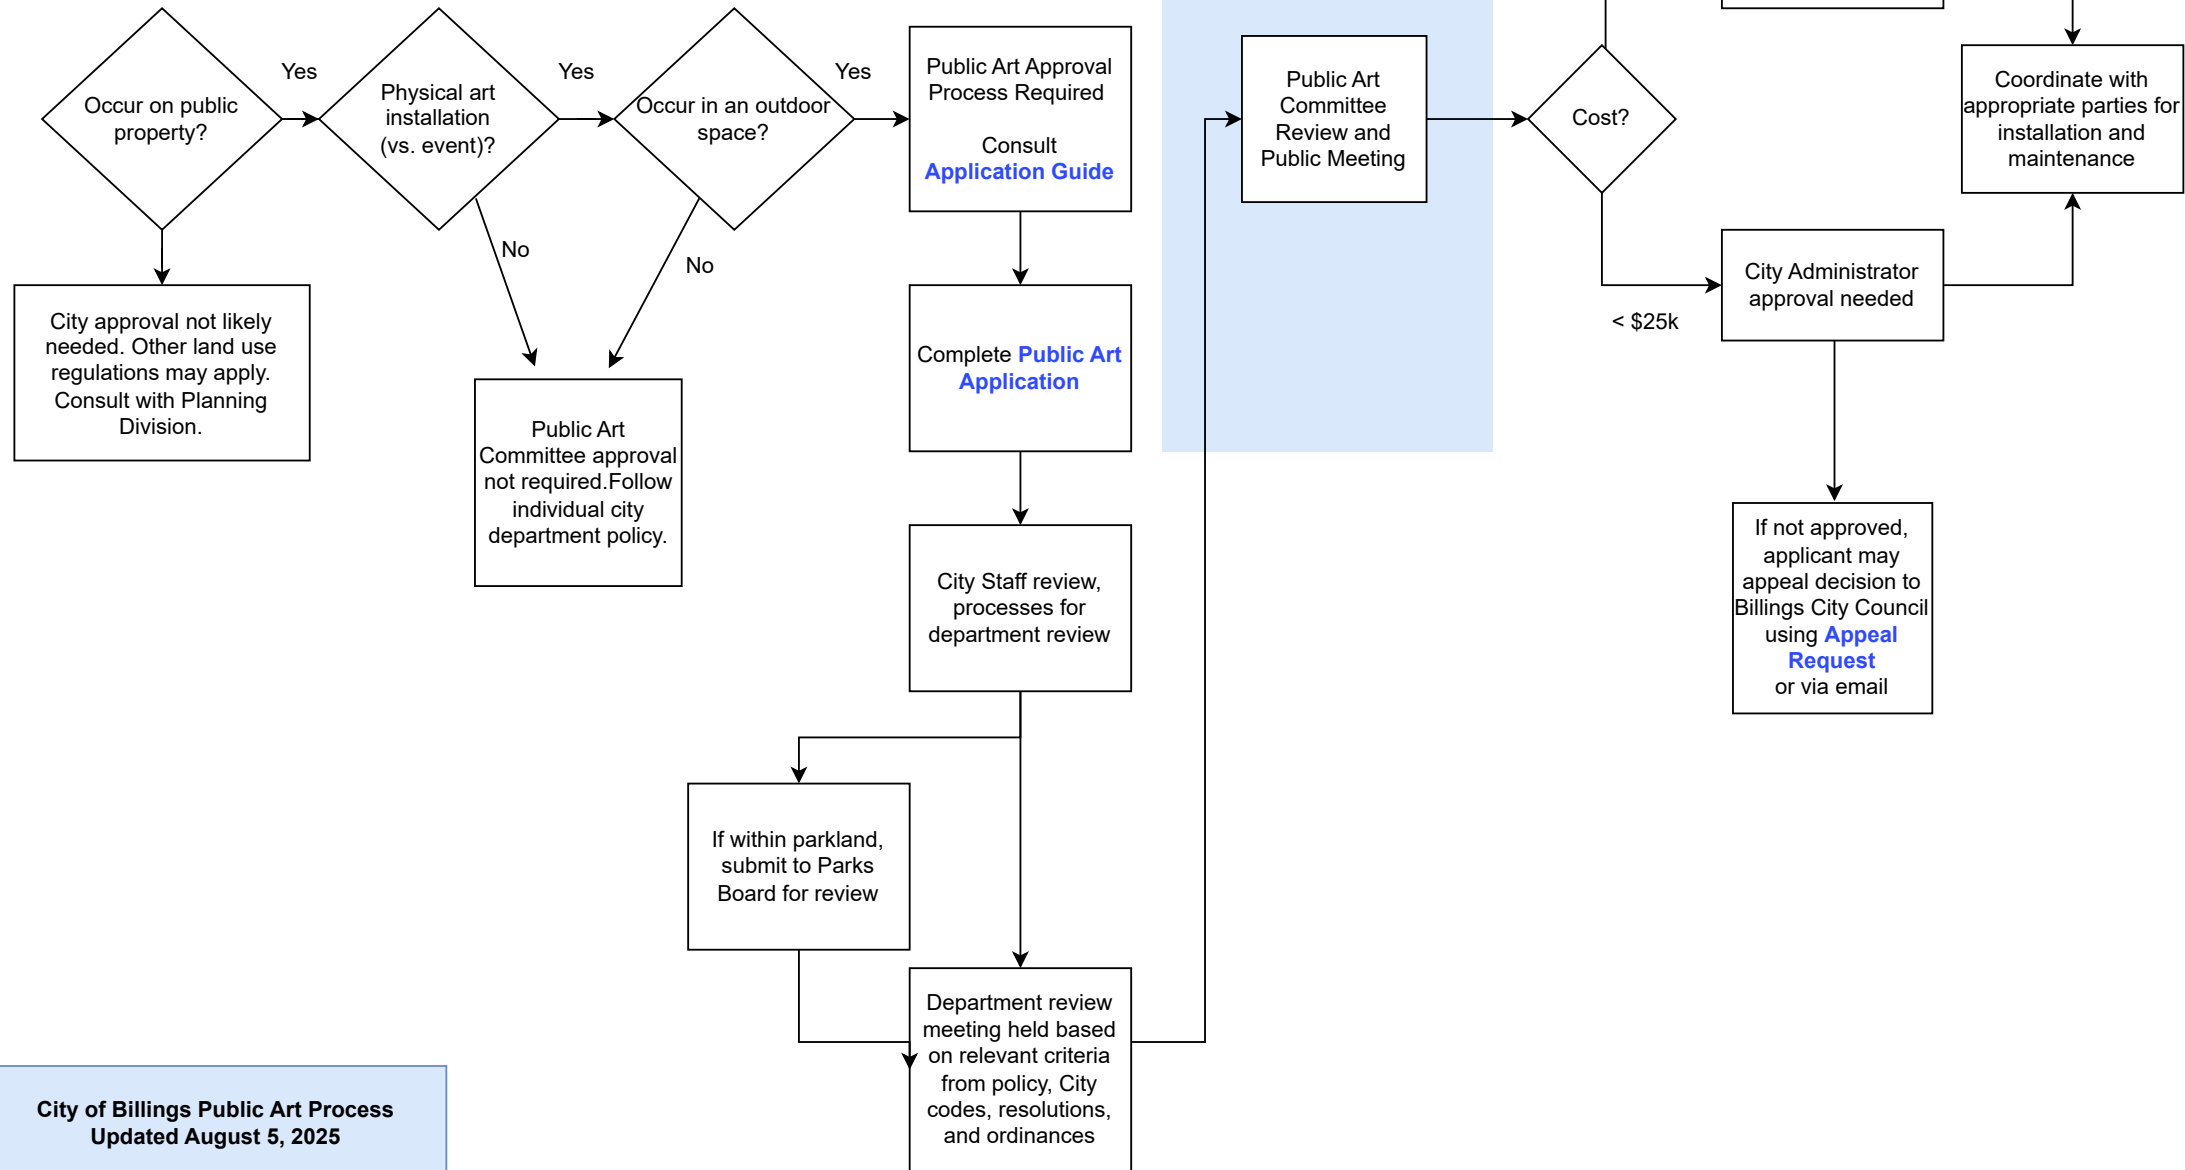 Occur on public
property?
Yes
Physical art
installation
(vs. event)?
Yes
Occur in an outdoor
space?
Yes
Public Art Approval
Process Required
Consult
Application Guide
Public Art
Committee
Review and
Public Meeting
Cost?
Coordinate with
appropriate parties for
installation and
maintenance
No
No
City approval not likely
needed. Other land use
regulations may apply.
Consult with Planning
Division.
Public Art
Committee approval
not required.Follow
individual city
department policy.
Complete Public Art
Application
< $25k
City Administrator
approval needed
If not approved,
applicant may
appeal decision to
Billings City Council
using Appeal
Request
or via email
City Staff review,
processes for
department review
If within parkland,
submit to Parks
Board for review
Department review
meeting held based
on relevant criteria
from policy, City
codes, resolutions,
and ordinances
City of Billings Public Art Process
Updated August 5, 2025